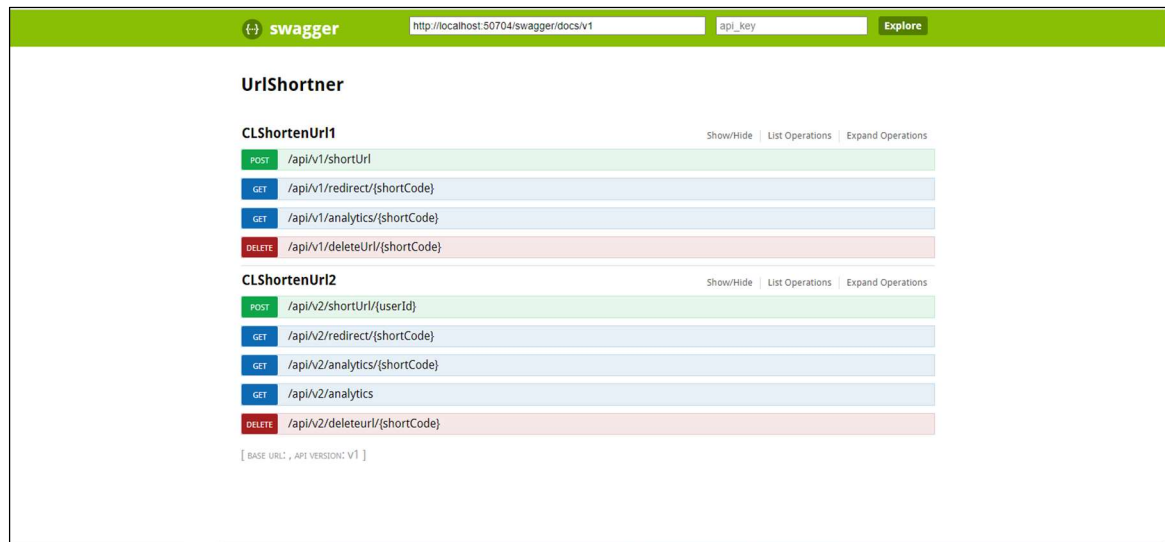 {··} swagger http://localhost:50704/swagger/docs/v1 api_key Explore
UrlShortner
CLShortenUrl1 Show/Hide List Operations Expand Operations
POST /api/v1/shortUrl
GET /api/v1/redirect/{shortCode}
GET /api/v1/analytics/{shortCode}
DELETE /api/v1/deleteUrl/{shortCode}
CLShortenUrl2 Show/Hide List Operations Expand Operations
POST /api/v2/shortUrl/{userId}
GET /api/v2/redirect/{shortCode}
GET /api/v2/analytics/{shortCode}
GET /api/v2/analytics
DELETE /api/v2/deleteurl/{shortCode}
[ BASE URL: , API VERSION: V1 ]